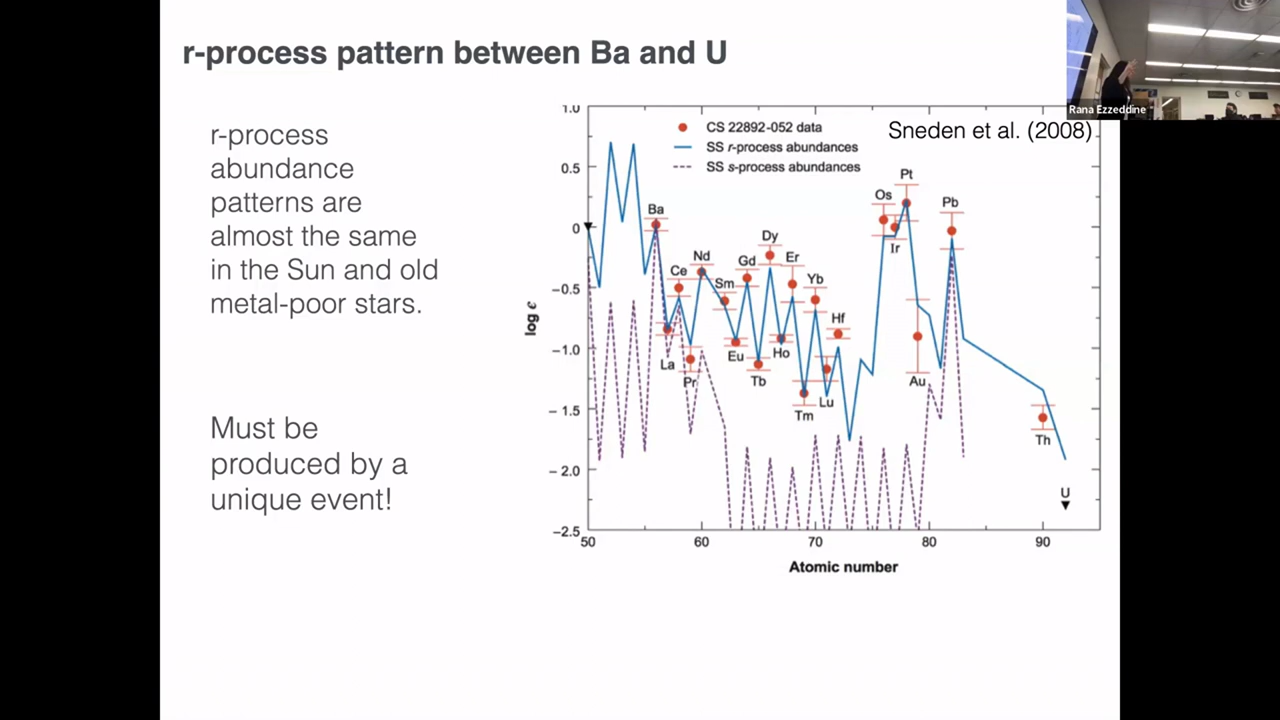 r-process pattern between Ba and U
Rana Ezzeddine
r-process
abundance
patterns are
almost the same
in the Sun and old
metal-poor stars.
Must be
produced by a
unique event!
Sneden et al. (2008)
CS 22892-052 data
SS r-process abundances
SS s-process abundances
1.0
0.5
0
−0.5
−1.0
−1.5
−2.0
−2.5
log ε
Ba
La
Ce
Pr
Nd
Sm
Eu
Gd
Tb
Dy
Ho
Er
Tm
Yb
Lu
Hf
Os
Ir
Pt
Au
Pb
Th
U
50
60
70
80
90
Atomic number